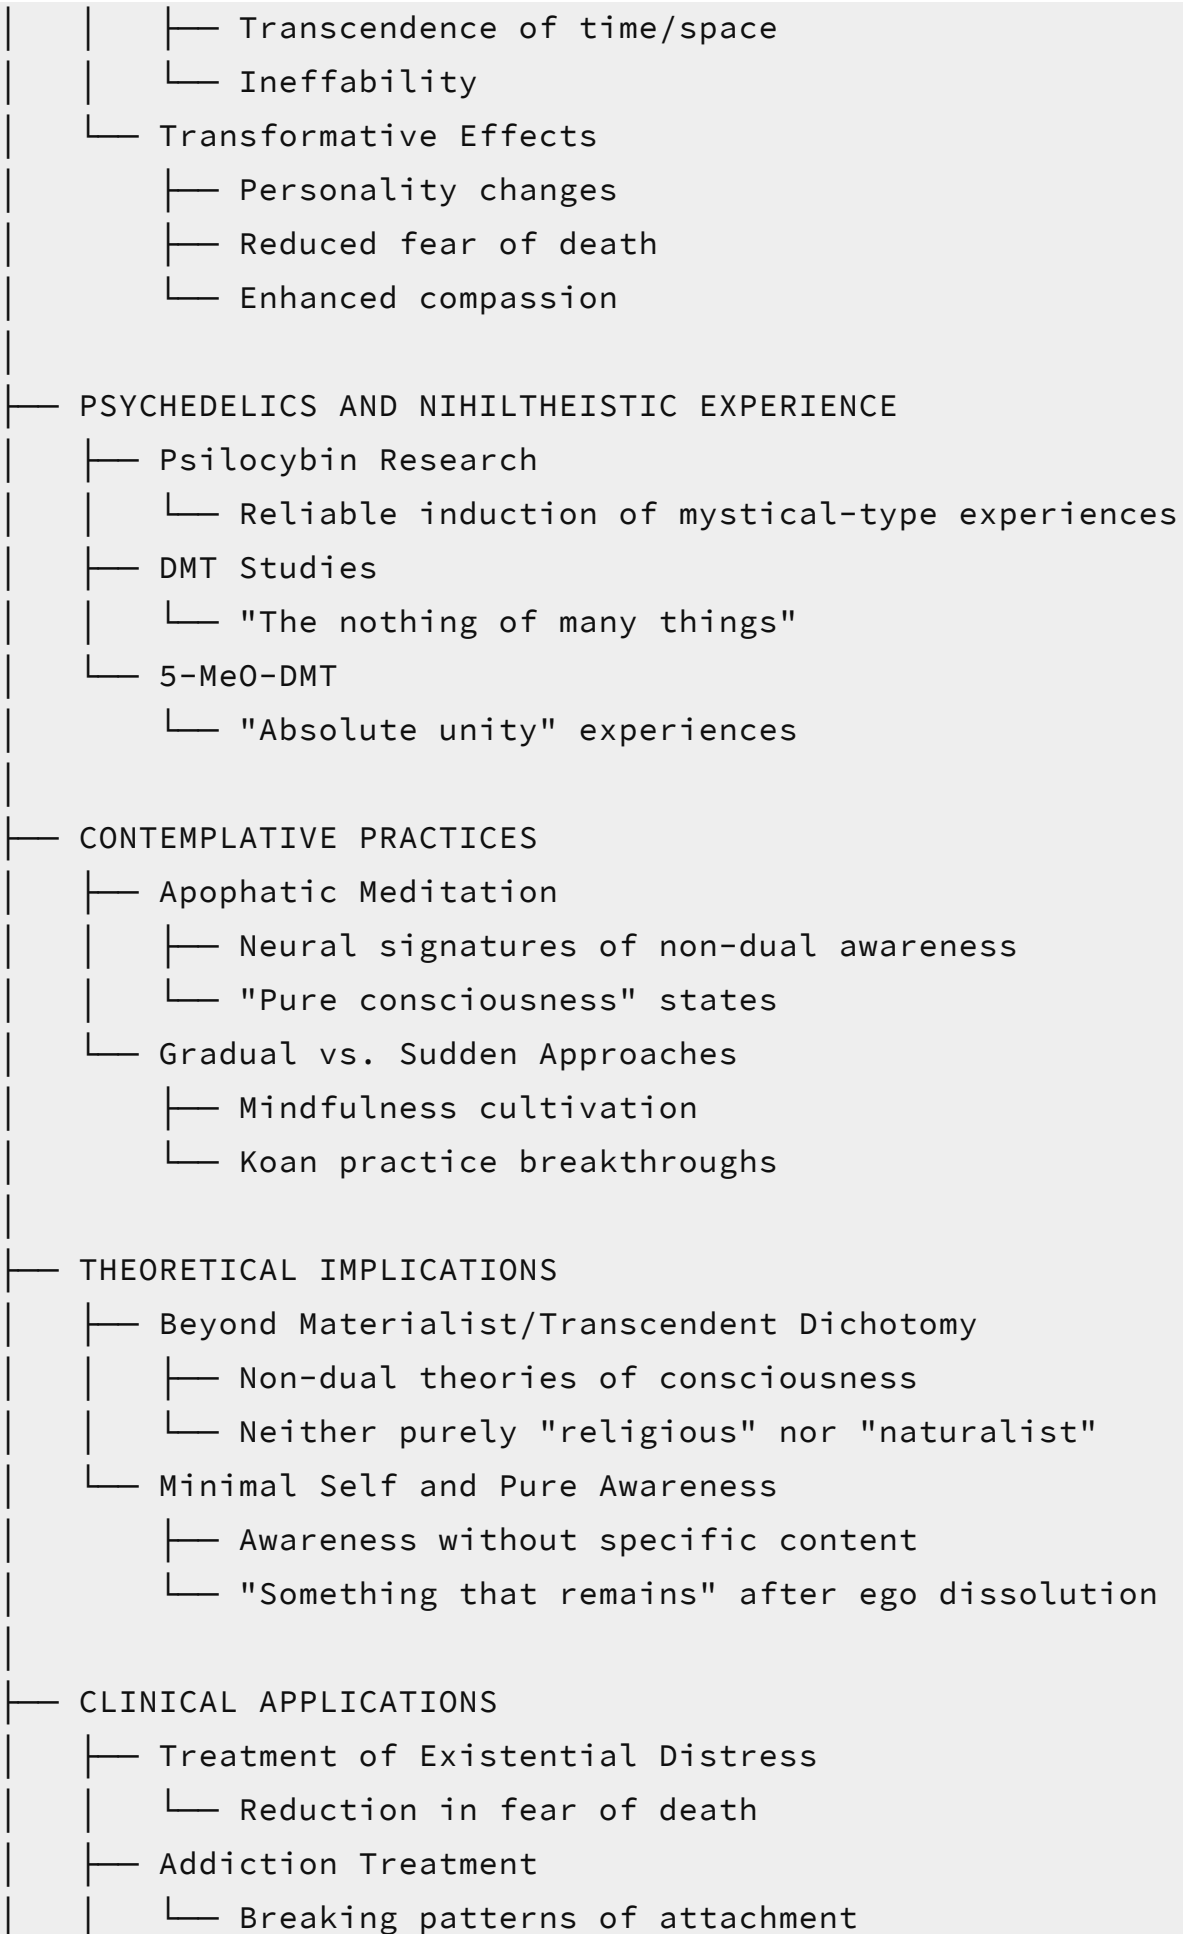 │   │   ├── Transcendence of time/space
│   │   └── Ineffability
│   └── Transformative Effects
│       ├── Personality changes
│       ├── Reduced fear of death
│       └── Enhanced compassion
│
├── PSYCHEDELICS AND NIHILTHEISTIC EXPERIENCE
│   ├── Psilocybin Research
│   │   └── Reliable induction of mystical-type experiences
│   ├── DMT Studies
│   │   └── "The nothing of many things"
│   └── 5-MeO-DMT
│       └── "Absolute unity" experiences
│
├── CONTEMPLATIVE PRACTICES
│   ├── Apophatic Meditation
│   │   ├── Neural signatures of non-dual awareness
│   │   └── "Pure consciousness" states
│   └── Gradual vs. Sudden Approaches
│       ├── Mindfulness cultivation
│       └── Koan practice breakthroughs
│
├── THEORETICAL IMPLICATIONS
│   ├── Beyond Materialist/Transcendent Dichotomy
│   │   ├── Non-dual theories of consciousness
│   │   └── Neither purely "religious" nor "naturalist"
│   └── Minimal Self and Pure Awareness
│       ├── Awareness without specific content
│       └── "Something that remains" after ego dissolution
│
├── CLINICAL APPLICATIONS
│   ├── Treatment of Existential Distress
│   │   └── Reduction in fear of death
│   ├── Addiction Treatment
│   │   └── Breaking patterns of attachment